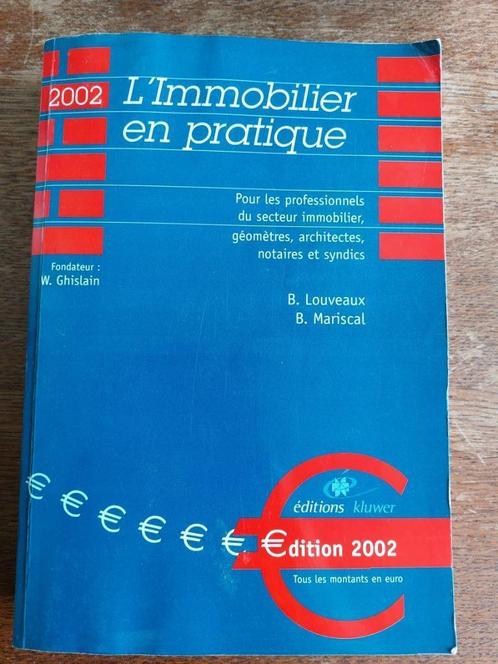 2002 L'Immobilier
en pratique
Pour les professionnels
du secteur immobilier,
géomètres, architectes,
notaires et syndics
Fondateur :
W. Ghislain
B. Louveaux
B. Mariscal
éditions kluwer
€ € € € € € €dition 2002
Tous les montants en euro